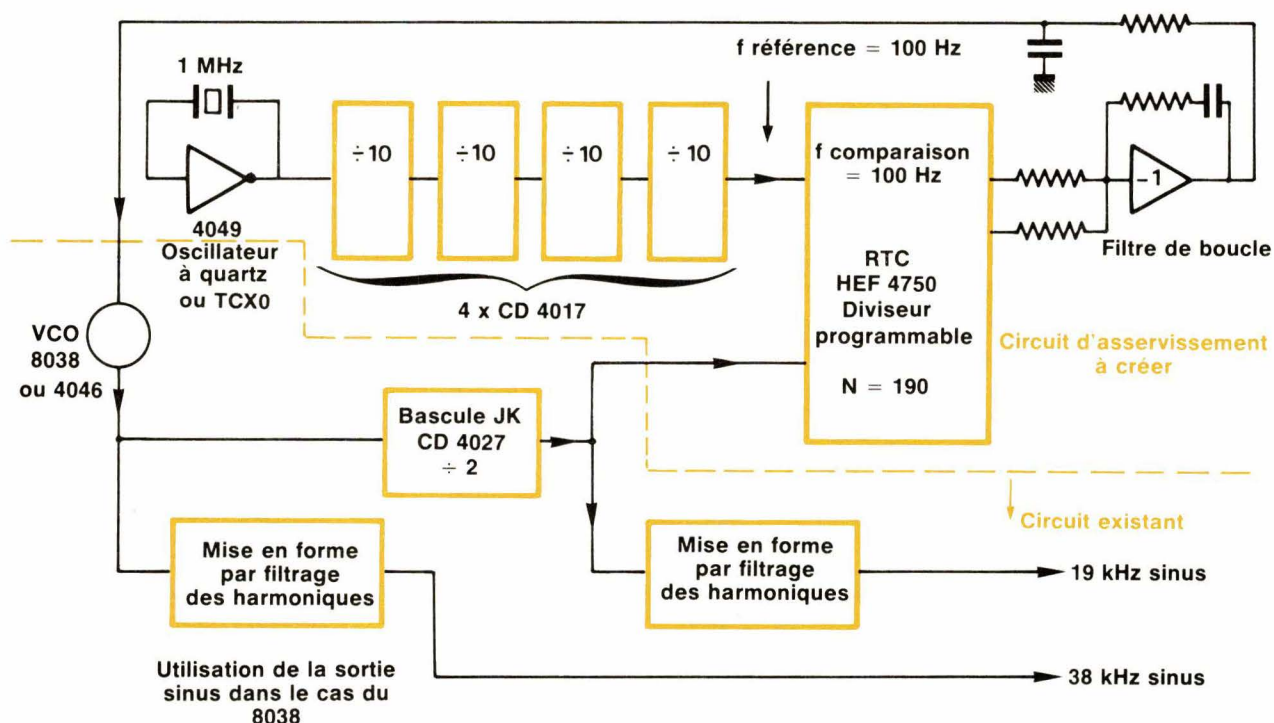 f référence = 100 Hz
1 MHz
÷10
÷10
÷10
÷10
4049
Oscillateur
à quartz
ou TCXO
4 x CD 4017
f comparaison
= 100 Hz
RTC
HEF 4750
Diviseur
programmable
N = 190
-1
Filtre de boucle
Circuit d'asservissement
à créer
VCO
8038
ou 4046
Bascule JK
CD 4027
÷ 2
Circuit existant
Mise en forme
par filtrage
des harmoniques
Mise en forme
par filtrage
des harmoniques
19 kHz sinus
38 kHz sinus
Utilisation de la sortie
sinus dans le cas du
8038